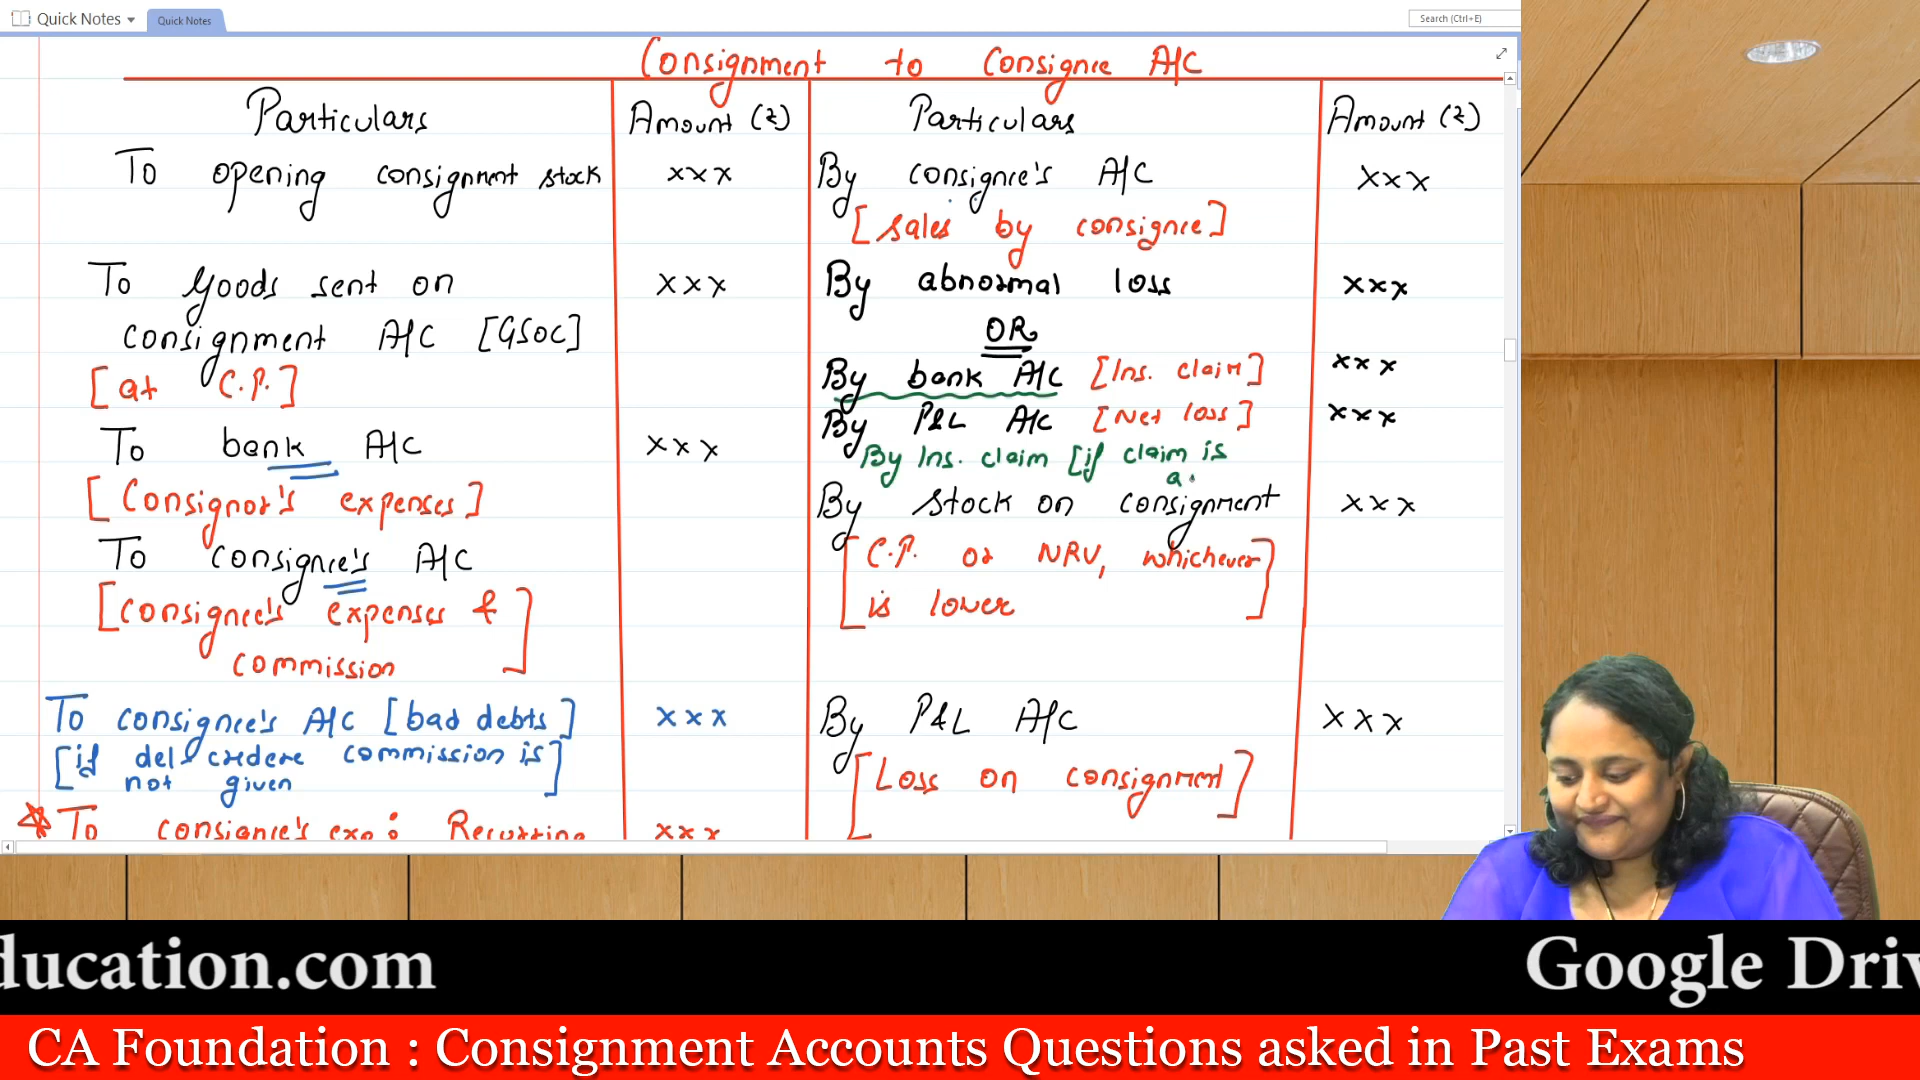 Quick Notes
Quick Notes
Search (Ctrl+E)
Consignment to Consignee A/C
Particulars Amount (₹) Particulars Amount (₹)
To opening consignment stock xxx By consignee's A/C xxx
[sales by consignee]
To Goods sent on xxx By abnormal loss xxx
consignment A/C [GSOC] OR
[at C.P.] By bank A/C [Ins. claim] xxx
By P&L A/C [Net loss] xxx
To bank A/C xxx By Ins. claim [if claim is
a
[Consignor's expenses] By stock on consignment xxx
To consignee's A/C [C.P. or NRV, whichever
[consignee's expenses & is lower]
commission]
To consignee's A/C [bad debts] xxx By P&L A/C xxx
[if del credere commission is [Loss on consignment]
not given]
To consignee's exp: Recurring xxx
ducation.com Google Driv
CA Foundation : Consignment Accounts Questions asked in Past Exams